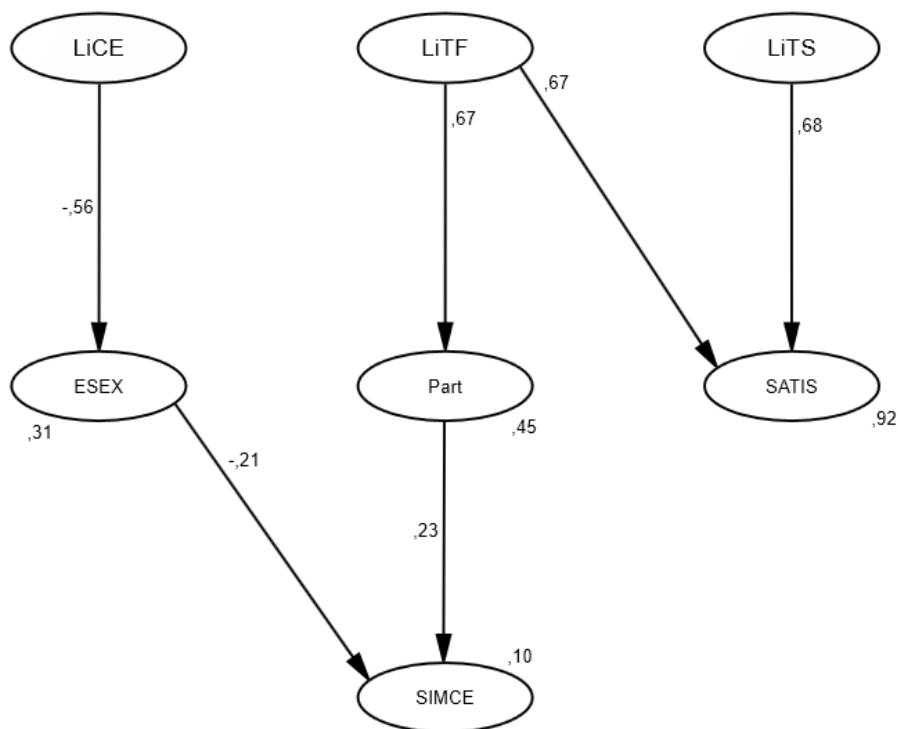 LiCE
LiTF
LiTS
,67
,67
,68
-,56
ESEX
Part
SATIS
,31
,45
,92
-,21
,23
,10
SIMCE